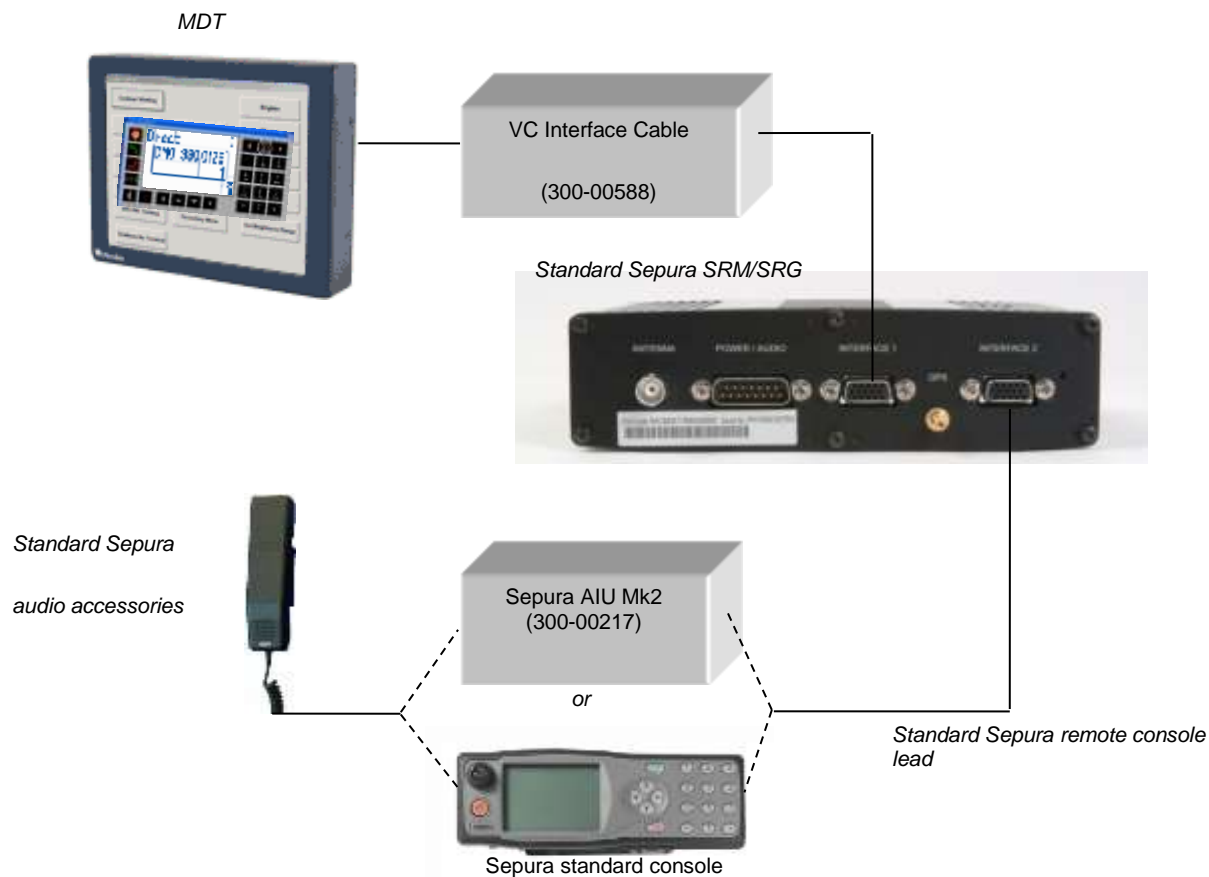 MDT
Direct
VC Interface Cable
(300-00588)
Standard Sepura SRM/SRG
ANTENNA
POWER / AUDIO
INTERFACE 1
GPS
INTERFACE 2
Standard Sepura
audio accessories
Sepura AIU Mk2
(300-00217)
or
Standard Sepura remote console
lead
Sepura standard console